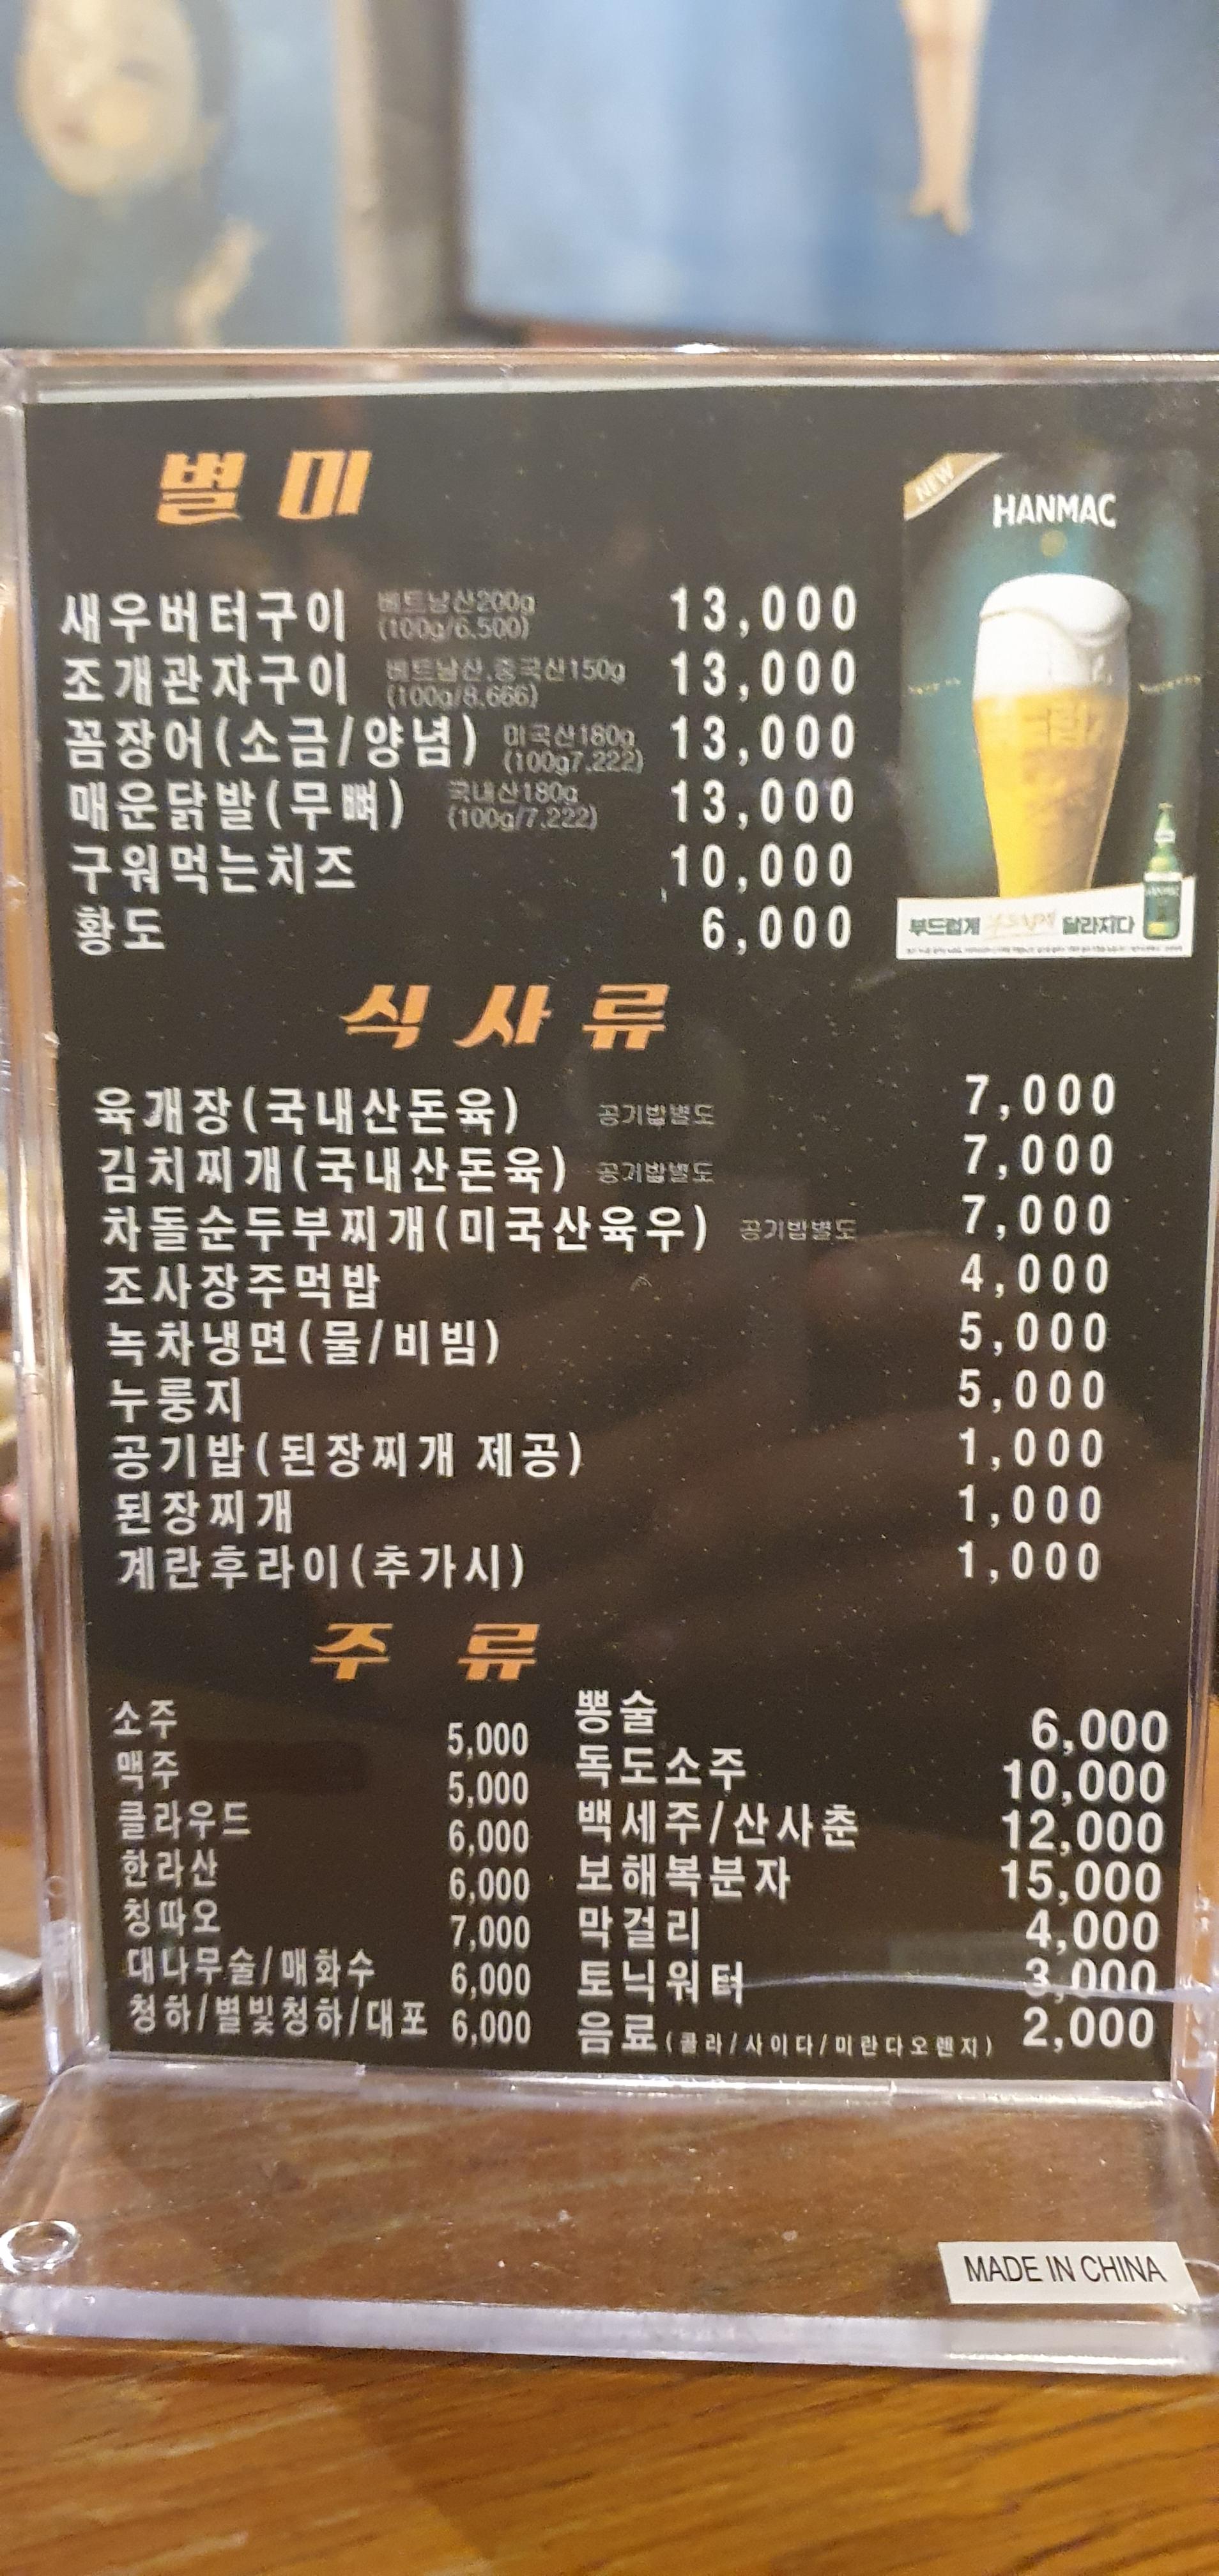 별미
새우버터구이 베트남산200g (100g/6,500) 13,000
조개관자구이 베트남산,중국산150g (100g/8,666) 13,000
꼼장어(소금/양념) 미국산180g (100g7,222) 13,000
매운닭발(무뼈) 국내산180g (100g/7,222) 13,000
구워먹는치즈 10,000
황도 6,000
NEW
HANMAC
부드럽게 달라지다
식사류
육개장(국내산돈육) 공기밥별도 7,000
김치찌개(국내산돈육) 공기밥별도 7,000
차돌순두부찌개(미국산육우) 공기밥별도 7,000
조사장주먹밥 4,000
녹차냉면(물/비빔) 5,000
누룽지 5,000
공기밥(된장찌개 제공) 1,000
된장찌개 1,000
계란후라이(추가시) 1,000
주류
소주 5,000
맥주 5,000
클라우드 6,000
한라산 6,000
칭따오 7,000
대나무술/매화수 6,000
청하/별빛청하/대포 6,000
뽕술 6,000
독도소주 10,000
백세주/산사춘 12,000
보해복분자 15,000
막걸리 4,000
토닉워터 3,000
음료(콜라/사이다/미란다오렌지) 2,000
MADE IN CHINA